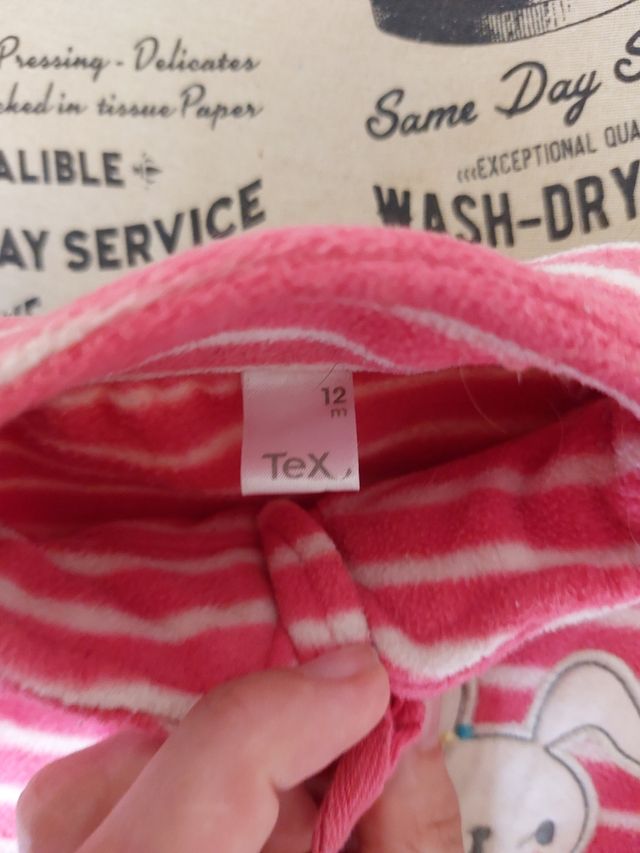 Pressing - Delicates
cked in tissue Paper
ALIBLE
AY SERVICE
Same Day S
EXCEPTIONAL QUA
WASH-DRY
12
m
TeX